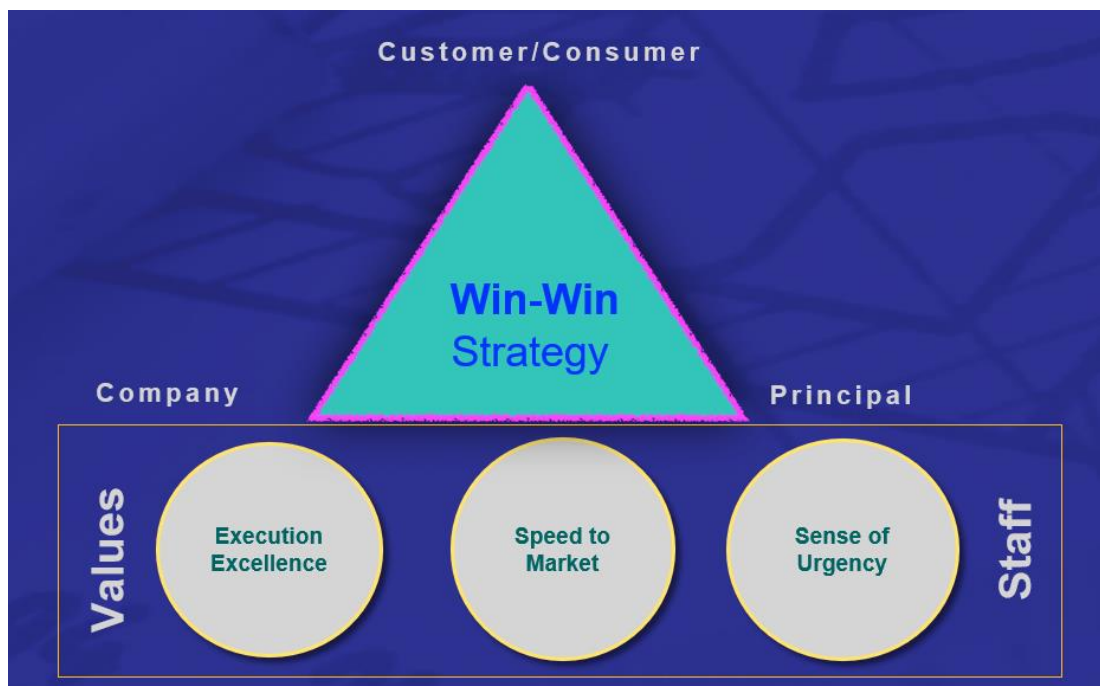 Customer/Consumer
Win-Win
Strategy
Company
Principal
Values
Execution
Excellence
Speed to
Market
Sense of
Urgency
Staff